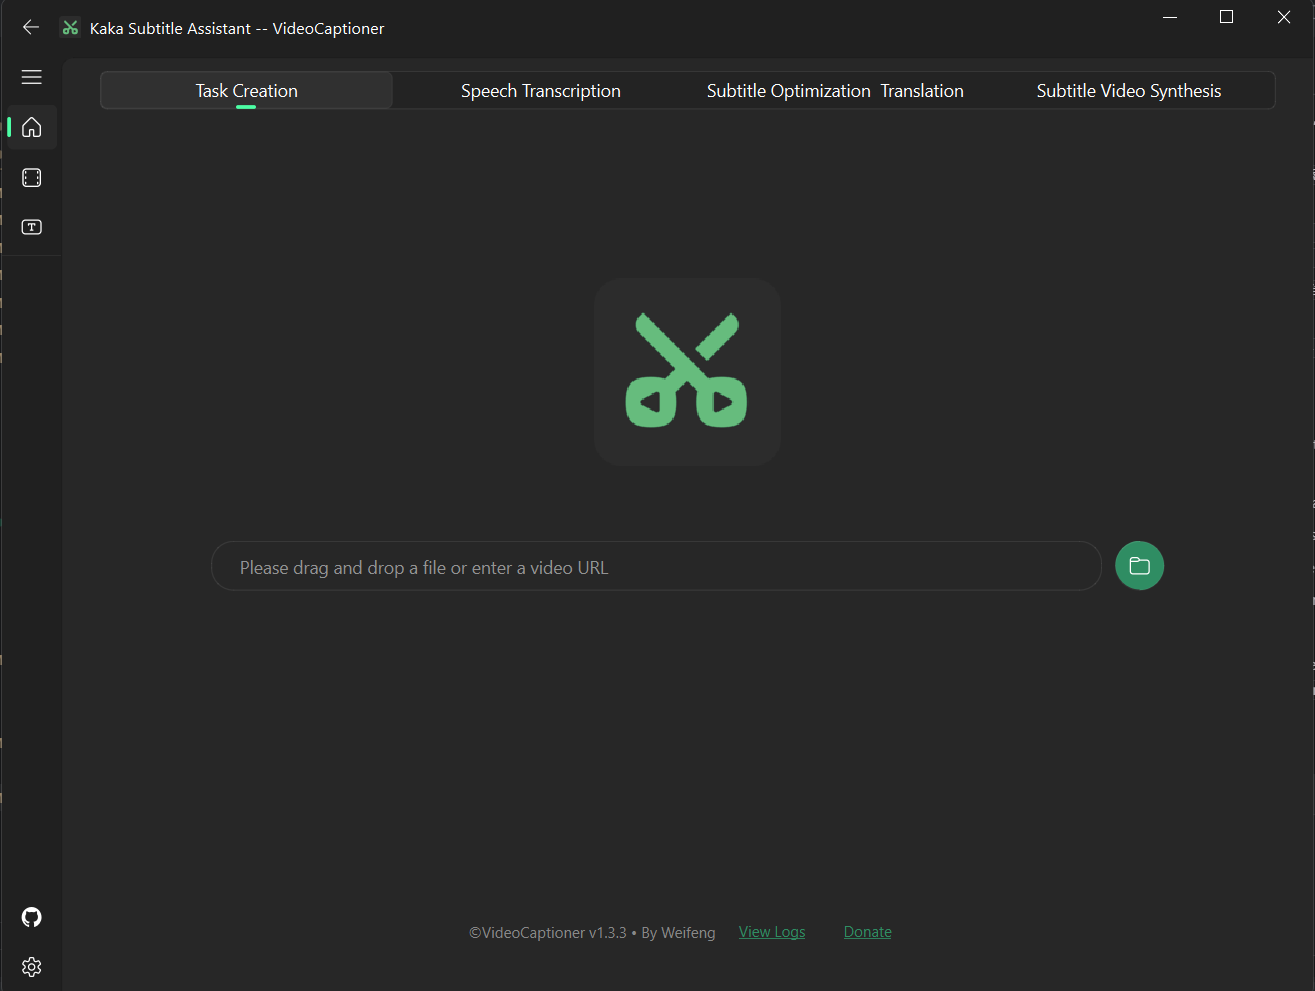 Kaka Subtitle Assistant -- VideoCaptioner
Task Creation
Speech Transcription
Subtitle Optimization  Translation
Subtitle Video Synthesis
Please drag and drop a file or enter a video URL
©VideoCaptioner v1.3.3 • By Weifeng
View Logs
Donate